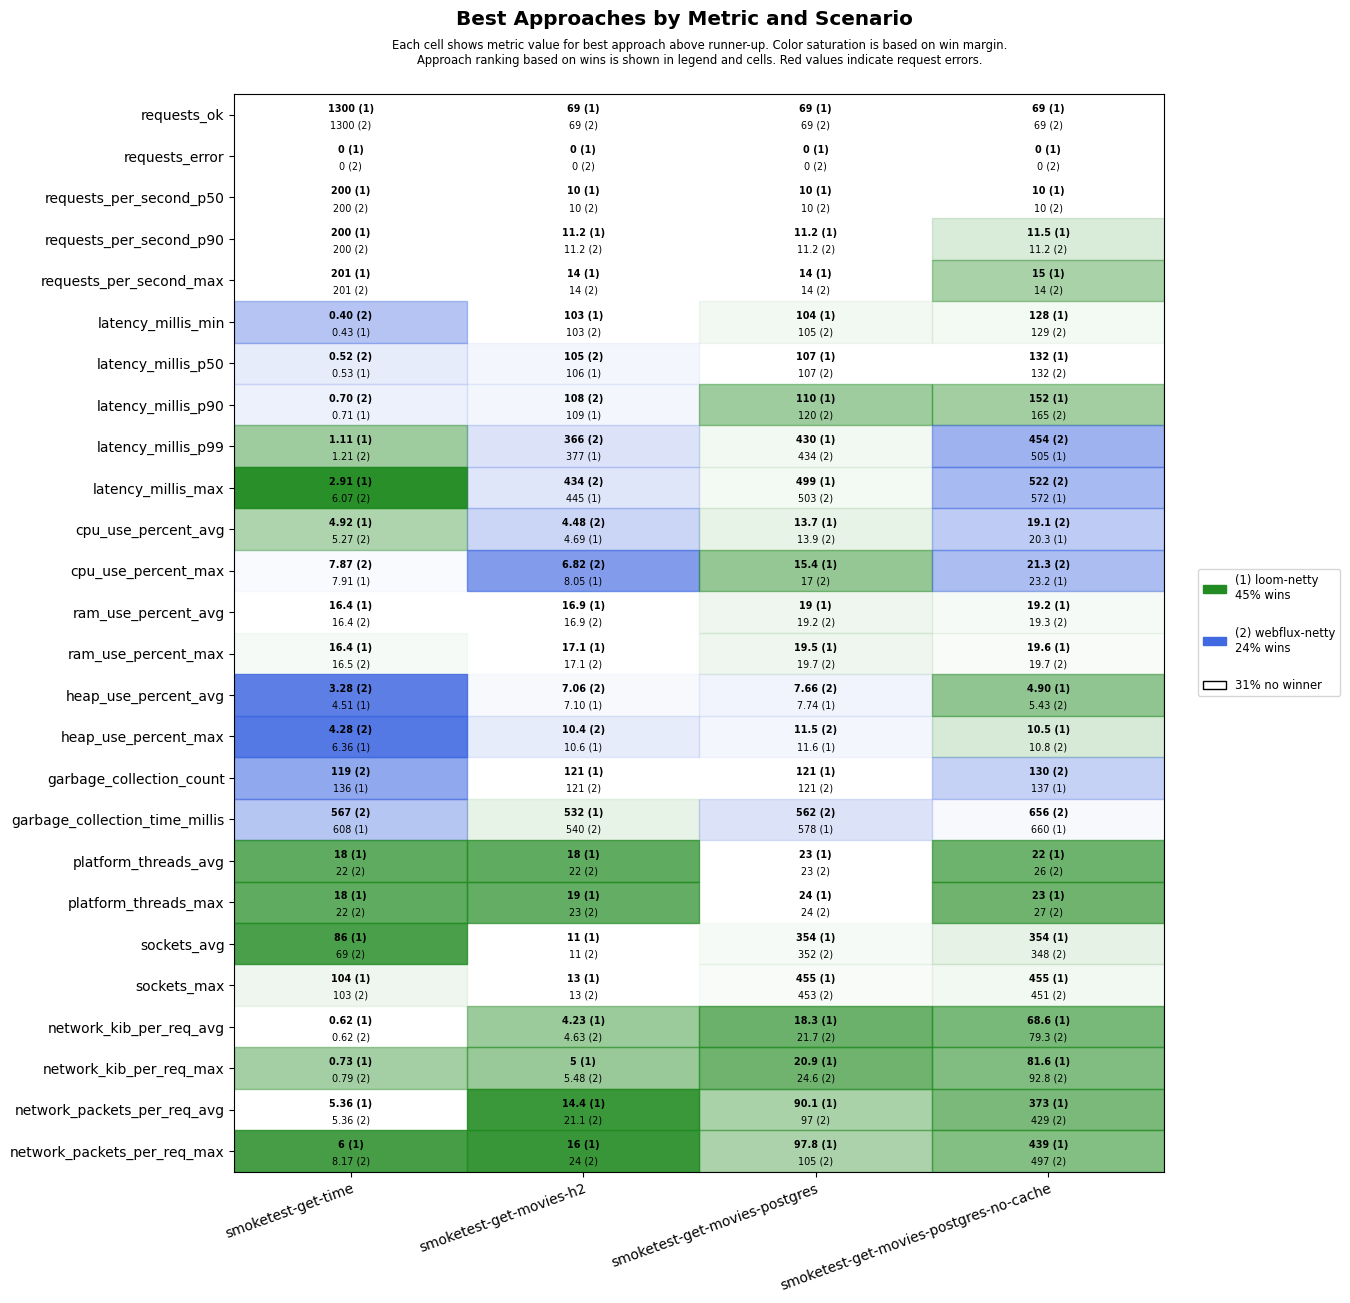 Best Approaches by Metric and Scenario
Each cell shows metric value for best approach above runner-up. Color saturation is based on win margin.
Approach ranking based on wins is shown in legend and cells. Red values indicate request errors.
requests_ok
1300 (1) 69 (1) 69 (1) 69 (1)
1300 (2) 69 (2) 69 (2) 69 (2)
requests_error
0 (1) 0 (1) 0 (1) 0 (1)
0 (2) 0 (2) 0 (2) 0 (2)
requests_per_second_p50
200 (1) 10 (1) 10 (1) 10 (1)
200 (2) 10 (2) 10 (2) 10 (2)
requests_per_second_p90
200 (1) 11.2 (1) 11.2 (1) 11.5 (1)
200 (2) 11.2 (2) 11.2 (2) 11.2 (2)
requests_per_second_max
201 (1) 14 (1) 14 (1) 15 (1)
201 (2) 14 (2) 14 (2) 14 (2)
latency_millis_min
0.40 (2) 103 (1) 104 (1) 128 (1)
0.43 (1) 103 (2) 105 (2) 129 (2)
latency_millis_p50
0.52 (2) 105 (2) 107 (1) 132 (1)
0.53 (1) 106 (1) 107 (2) 132 (2)
latency_millis_p90
0.70 (2) 108 (2) 110 (1) 152 (1)
0.71 (1) 109 (1) 120 (2) 165 (2)
latency_millis_p99
1.11 (1) 366 (2) 430 (1) 454 (2)
1.21 (2) 377 (1) 434 (2) 505 (1)
latency_millis_max
2.91 (1) 434 (2) 499 (1) 522 (2)
6.07 (2) 445 (1) 503 (2) 572 (1)
cpu_use_percent_avg
4.92 (1) 4.48 (2) 13.7 (1) 19.1 (2)
5.27 (2) 4.69 (1) 13.9 (2) 20.3 (1)
cpu_use_percent_max
7.87 (2) 6.82 (2) 15.4 (1) 21.3 (2)
7.91 (1) 8.05 (1) 17 (2) 23.2 (1)
ram_use_percent_avg
16.4 (1) 16.9 (1) 19 (1) 19.2 (1)
16.4 (2) 16.9 (2) 19.2 (2) 19.3 (2)
ram_use_percent_max
16.4 (1) 17.1 (1) 19.5 (1) 19.6 (1)
16.5 (2) 17.1 (2) 19.7 (2) 19.7 (2)
heap_use_percent_avg
3.28 (2) 7.06 (2) 7.66 (2) 4.90 (1)
4.51 (1) 7.10 (1) 7.74 (1) 5.43 (2)
heap_use_percent_max
4.28 (2) 10.4 (2) 11.5 (2) 10.5 (1)
6.36 (1) 10.6 (1) 11.6 (1) 10.8 (2)
garbage_collection_count
119 (2) 121 (1) 121 (1) 130 (2)
136 (1) 121 (2) 121 (2) 137 (1)
garbage_collection_time_millis
567 (2) 532 (1) 562 (2) 656 (2)
608 (1) 540 (2) 578 (1) 660 (1)
platform_threads_avg
18 (1) 18 (1) 23 (1) 22 (1)
22 (2) 22 (2) 23 (2) 26 (2)
platform_threads_max
18 (1) 19 (1) 24 (1) 23 (1)
22 (2) 23 (2) 24 (2) 27 (2)
sockets_avg
86 (1) 11 (1) 354 (1) 354 (1)
69 (2) 11 (2) 352 (2) 348 (2)
sockets_max
104 (1) 13 (1) 455 (1) 455 (1)
103 (2) 13 (2) 453 (2) 451 (2)
network_kib_per_req_avg
0.62 (1) 4.23 (1) 18.3 (1) 68.6 (1)
0.62 (2) 4.63 (2) 21.7 (2) 79.3 (2)
network_kib_per_req_max
0.73 (1) 5 (1) 20.9 (1) 81.6 (1)
0.79 (2) 5.48 (2) 24.6 (2) 92.8 (2)
network_packets_per_req_avg
5.36 (1) 14.4 (1) 90.1 (1) 373 (1)
5.36 (2) 21.1 (2) 97 (2) 429 (2)
network_packets_per_req_max
6 (1) 16 (1) 97.8 (1) 439 (1)
8.17 (2) 24 (2) 105 (2) 497 (2)
smoketest-get-time
smoketest-get-movies-h2
smoketest-get-movies-postgres
smoketest-get-movies-postgres-no-cache
(1) loom-netty
45% wins
(2) webflux-netty
24% wins
31% no winner